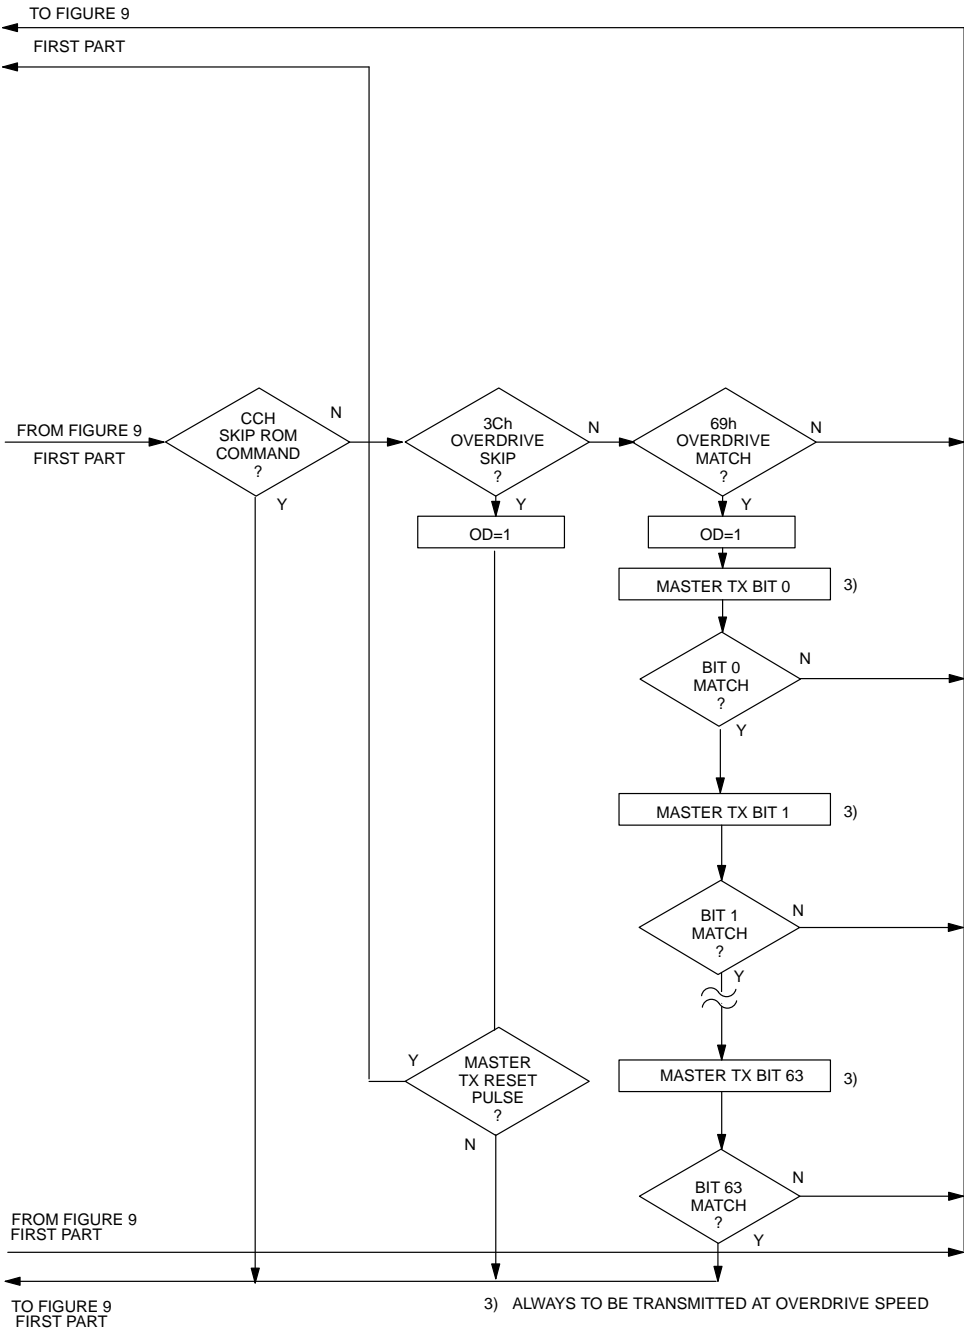 TO FIGURE 9
FIRST PART
FROM FIGURE 9
FIRST PART
CCH
SKIP ROM
COMMAND
?
N
Y
3Ch
OVERDRIVE
SKIP
?
N
Y
OD=1
69h
OVERDRIVE
MATCH
?
N
Y
OD=1
MASTER TX BIT 0
3)
BIT 0
MATCH
?
N
Y
MASTER TX BIT 1
3)
BIT 1
MATCH
?
N
Y
MASTER
TX RESET
PULSE
?
Y
N
MASTER TX BIT 63
3)
BIT 63
MATCH
?
N
Y
FROM FIGURE 9
FIRST PART
TO FIGURE 9
FIRST PART
3) ALWAYS TO BE TRANSMITTED AT OVERDRIVE SPEED